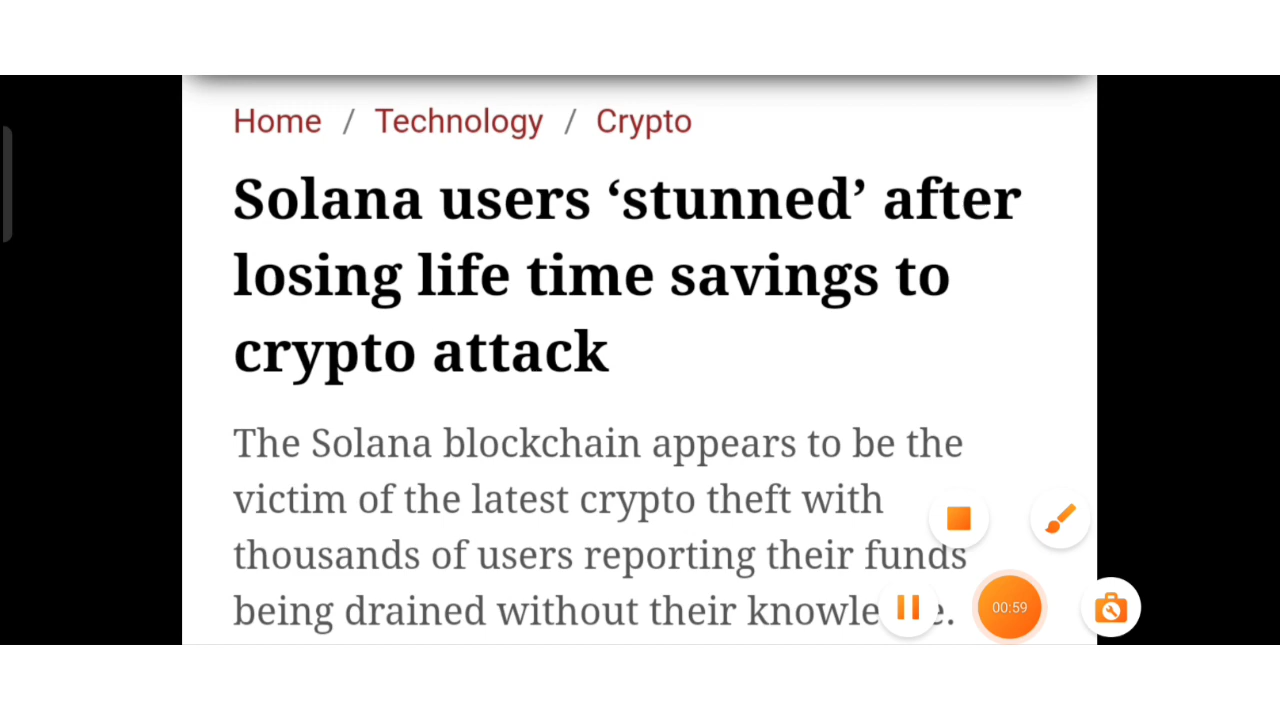 Home / Technology / Crypto
Solana users ‘stunned’ after
losing life time savings to
crypto attack
The Solana blockchain appears to be the
victim of the latest crypto theft with
thousands of users reporting their funds
being drained without their
00:59